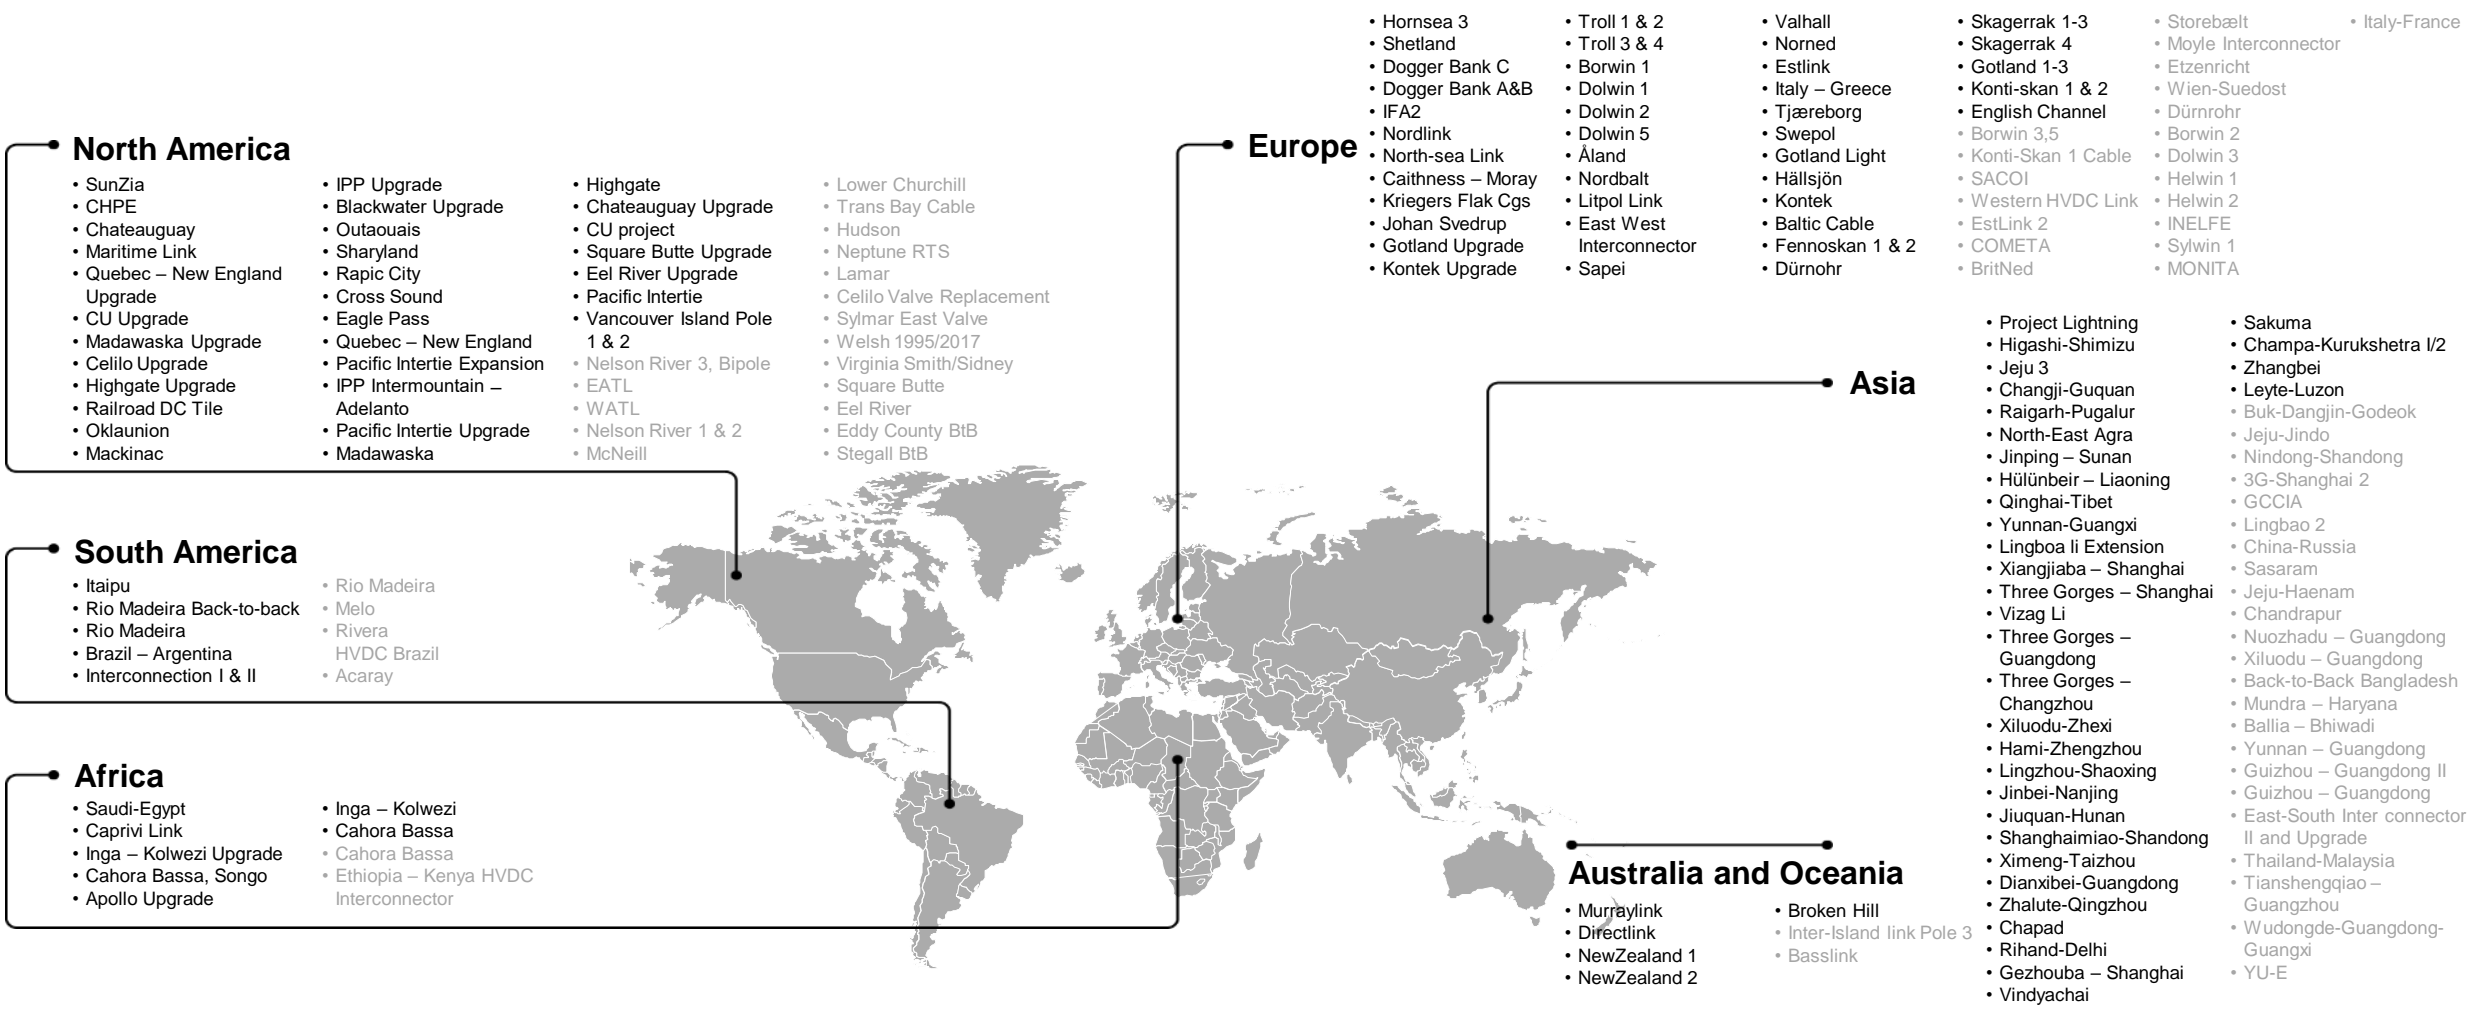 North America
• SunZia
• CHPE
• Chateauguay
• Maritime Link
• Quebec – New England
Upgrade
• CU Upgrade
• Madawaska Upgrade
• Celilo Upgrade
• Highgate Upgrade
• Railroad DC Tile
• Oklaunion
• Mackinac
• IPP Upgrade
• Blackwater Upgrade
• Outaouais
• Sharyland
• Rapic City
• Cross Sound
• Eagle Pass
• Quebec – New England
• Pacific Intertie Expansion
• IPP Intermountain –
Adelanto
• Pacific Intertie Upgrade
• Madawaska
• Highgate
• Chateauguay Upgrade
• CU project
• Square Butte Upgrade
• Eel River Upgrade
• Pacific Intertie
• Vancouver Island Pole
1 & 2
• Nelson River 3, Bipole
• EATL
• WATL
• Nelson River 1 & 2
• McNeill
• Lower Churchill
• Trans Bay Cable
• Hudson
• Neptune RTS
• Lamar
• Celilo Valve Replacement
• Sylmar East Valve
• Welsh 1995/2017
• Virginia Smith/Sidney
• Square Butte
• Eel River
• Eddy County BtB
• Stegall BtB
Europe
• Hornsea 3
• Shetland
• Dogger Bank C
• Dogger Bank A&B
• IFA2
• Nordlink
• North-sea Link
• Caithness – Moray
• Kriegers Flak Cgs
• Johan Svedrup
• Gotland Upgrade
• Kontek Upgrade
• Troll 1 & 2
• Troll 3 & 4
• Borwin 1
• Dolwin 1
• Dolwin 2
• Dolwin 5
• Åland
• Nordbalt
• Litpol Link
• East West
Interconnector
• Sapei
• Valhall
• Norned
• Estlink
• Italy – Greece
• Tjæreborg
• Swepol
• Gotland Light
• Hällsjön
• Kontek
• Baltic Cable
• Fennoskan 1 & 2
• Dürnohr
• Skagerrak 1-3
• Skagerrak 4
• Gotland 1-3
• Konti-skan 1 & 2
• English Channel
• Borwin 3,5
• Konti-Skan 1 Cable
• SACOI
• Western HVDC Link
• EstLink 2
• COMETA
• BritNed
• Storebælt
• Moyle Interconnector
• Etzenricht
• Wien-Suedost
• Dürnrohr
• Borwin 2
• Dolwin 3
• Helwin 1
• Helwin 2
• INELFE
• Sylwin 1
• MONITA
• Italy-France
Asia
• Project Lightning
• Higashi-Shimizu
• Jeju 3
• Changji-Guquan
• Raigarh-Pugalur
• North-East Agra
• Jinping – Sunan
• Hülünbeir – Liaoning
• Qinghai-Tibet
• Yunnan-Guangxi
• Lingboa li Extension
• Xiangjiaba – Shanghai
• Three Gorges – Shanghai
• Vizag Li
• Three Gorges –
Guangdong
• Three Gorges –
Changzhou
• Xiluodu-Zhexi
• Hami-Zhengzhou
• Lingzhou-Shaoxing
• Jinbei-Nanjing
• Jiuquan-Hunan
• Shanghaimiao-Shandong
• Ximeng-Taizhou
• Dianxibei-Guangdong
• Zhalute-Qingzhou
• Chapad
• Rihand-Delhi
• Gezhouba – Shanghai
• Vindyachai
• Sakuma
• Champa-Kurukshetra I/2
• Zhangbei
• Leyte-Luzon
• Buk-Dangjin-Godeok
• Jeju-Jindo
• Nindong-Shandong
• 3G-Shanghai 2
• GCCIA
• Lingbao 2
• China-Russia
• Sasaram
• Jeju-Haenam
• Chandrapur
• Nuozhadu – Guangdong
• Xiluodu – Guangdong
• Back-to-Back Bangladesh
• Mundra – Haryana
• Ballia – Bhiwadi
• Yunnan – Guangdong
• Guizhou – Guangdong II
• Guizhou – Guangdong
• East-South Inter connector
II and Upgrade
• Thailand-Malaysia
• Tianshengqiao –
Guangzhou
• Wudongde-Guangdong-
Guangxi
• YU-E
South America
• Itaipu
• Rio Madeira Back-to-back
• Rio Madeira
• Brazil – Argentina
• Interconnection I & II
• Rio Madeira
• Melo
• Rivera
HVDC Brazil
• Acaray
Africa
• Saudi-Egypt
• Caprivi Link
• Inga – Kolwezi Upgrade
• Cahora Bassa, Songo
• Apollo Upgrade
• Inga – Kolwezi
• Cahora Bassa
• Cahora Bassa
• Ethiopia – Kenya HVDC
Interconnector
Australia and Oceania
• Murraylink
• Directlink
• NewZealand 1
• NewZealand 2
• Broken Hill
• Inter-Island link Pole 3
• Basslink